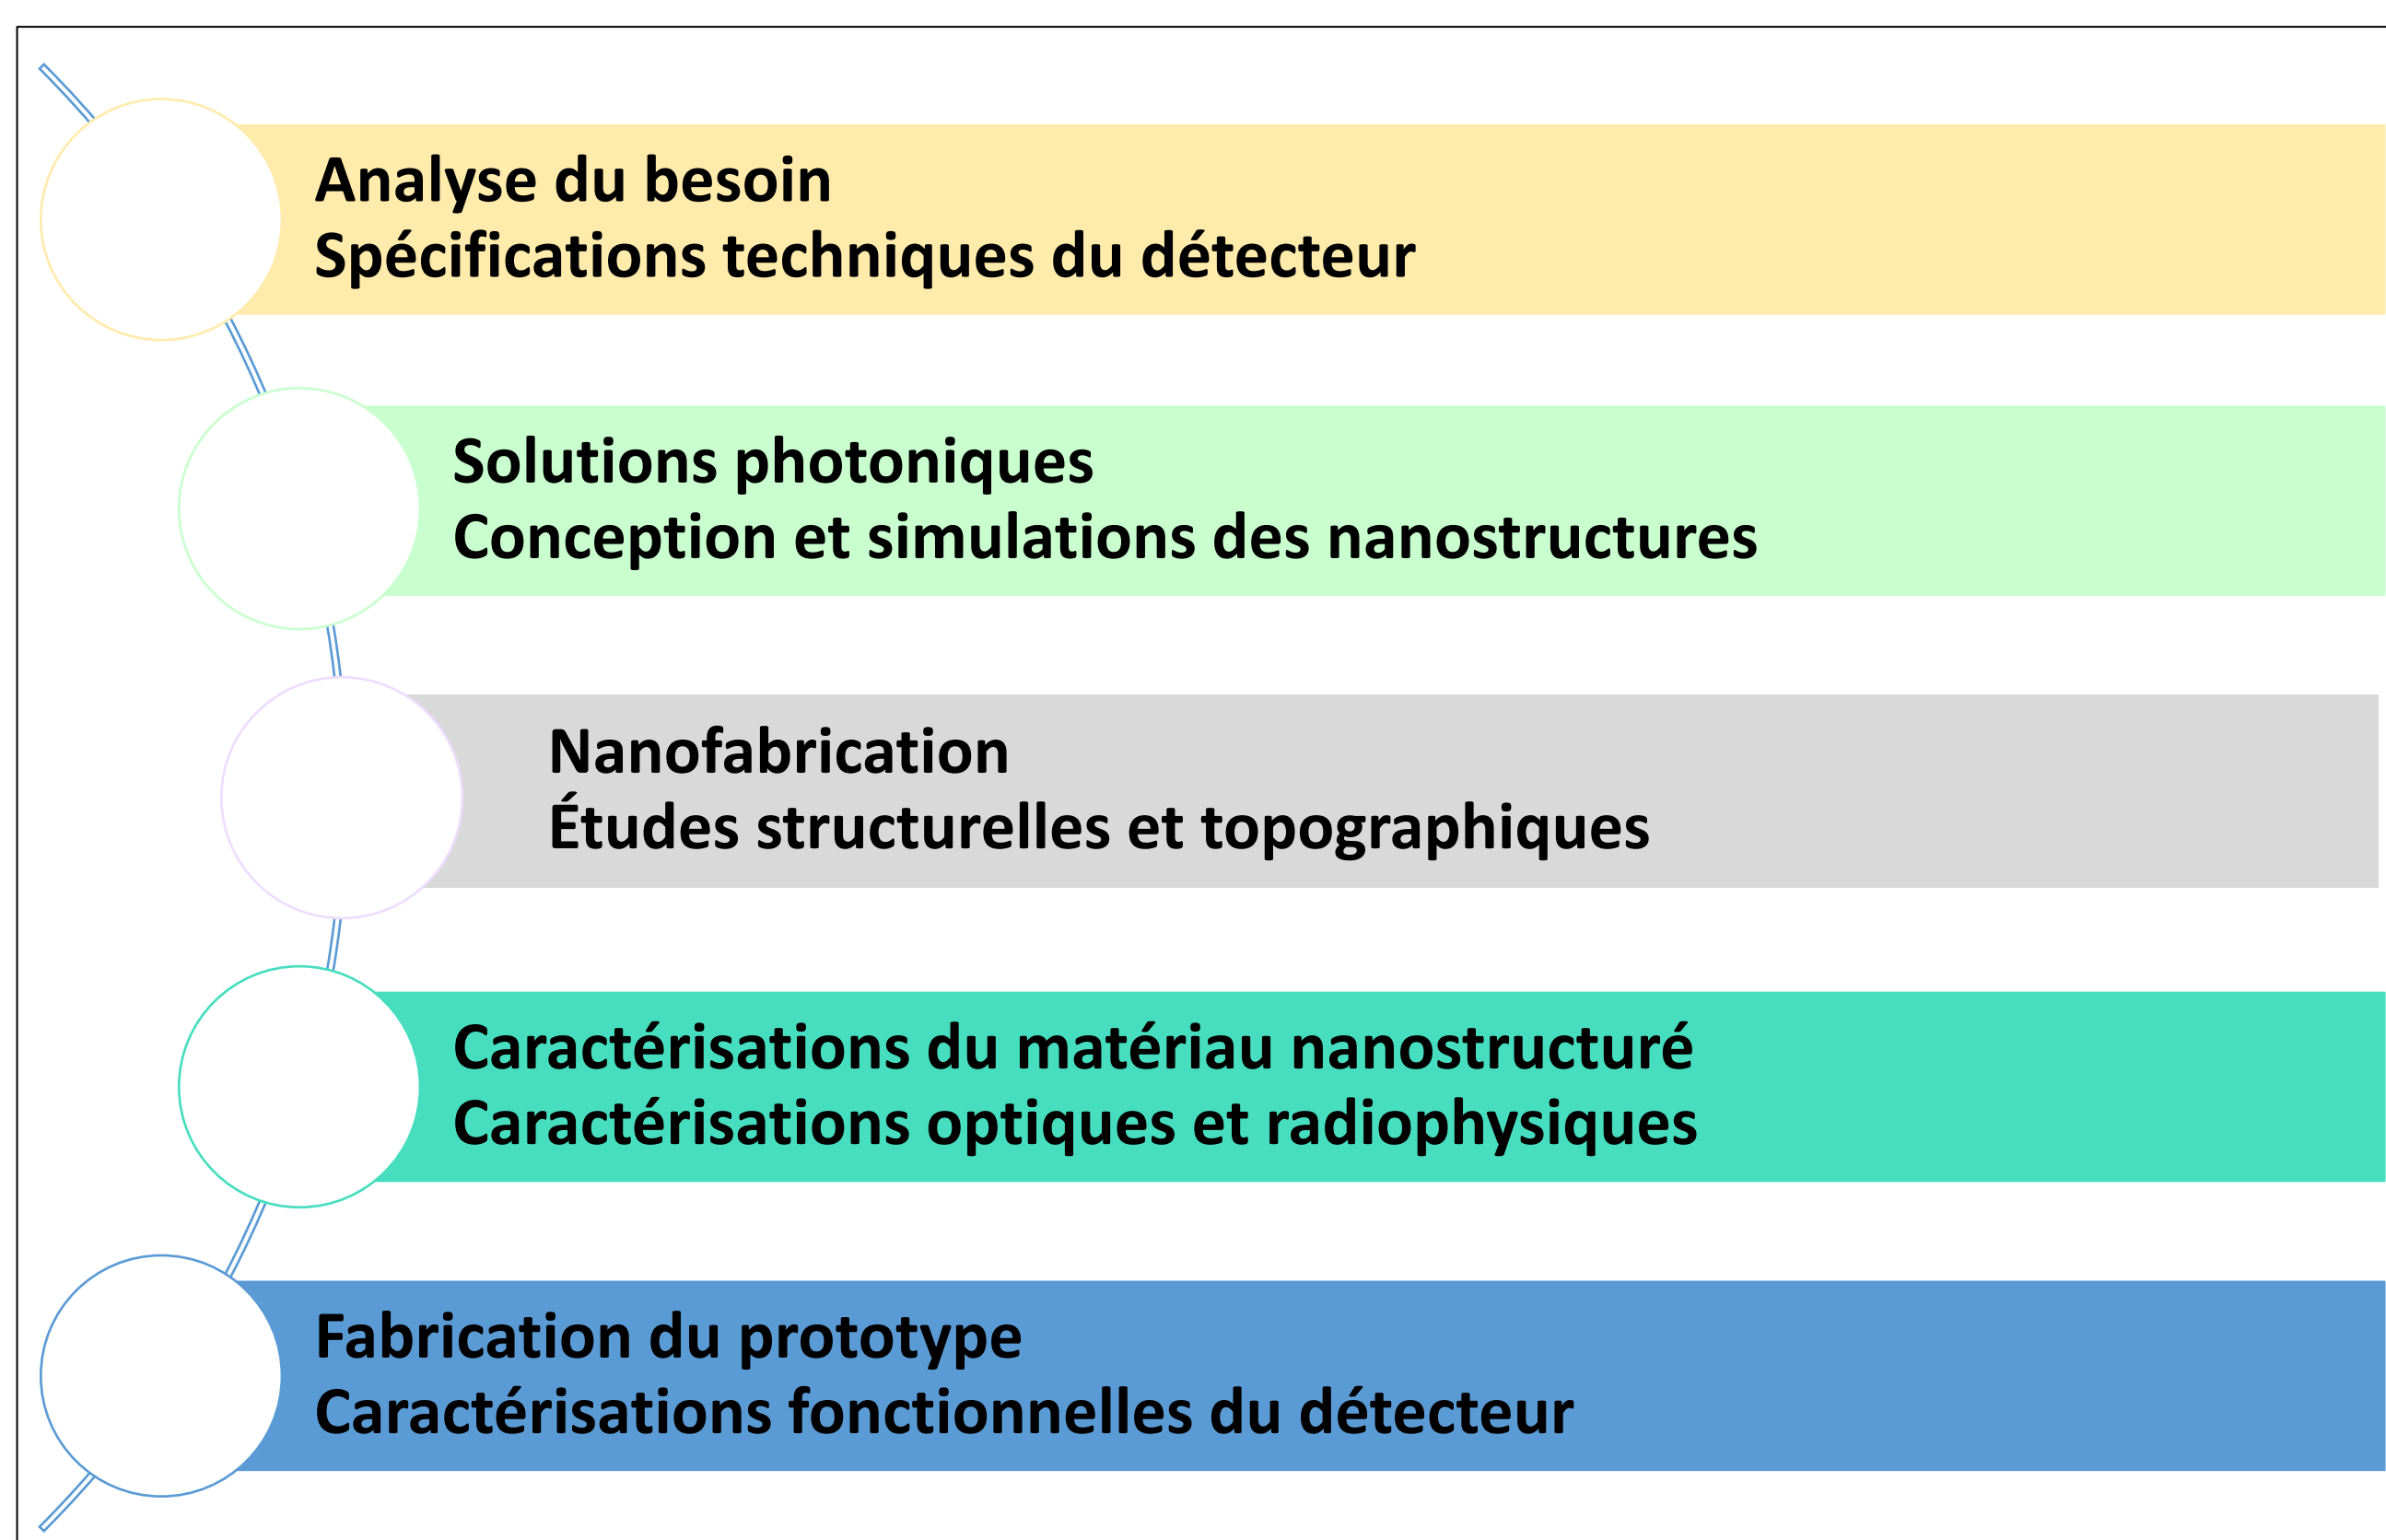 Analyse du besoin
Spécifications techniques du détecteur
Solutions photoniques
Conception et simulations des nanostructures
Nanofabrication
Études structurelles et topographiques
Caractérisations du matériau nanostructuré
Caractérisations optiques et radiophysiques
Fabrication du prototype
Caractérisations fonctionnelles du détecteur